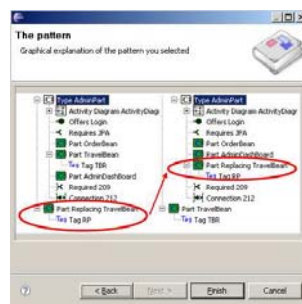 The pattern
Graphical explanation of the pattern you selected
Type AdminPart
Activity Diagram ActivityDiagr
Offers Login
Requires JPA
Part OrderBean
Part TravelBean
Tag TBR
Part AdminDashBoard
Required 209
Connection 212
Part Replacing TravelBean
Tag RP
Type AdminPart
Activity Diagram ActivityDiagr
Offers Login
Requires JPA
Part OrderBean
Part AdminDashBoard
Part Replacing TravelBean
Tag RP
Required 209
Connection 212
Part TravelBean
Tag TBR
< Back
Next >
Finish
Cancel